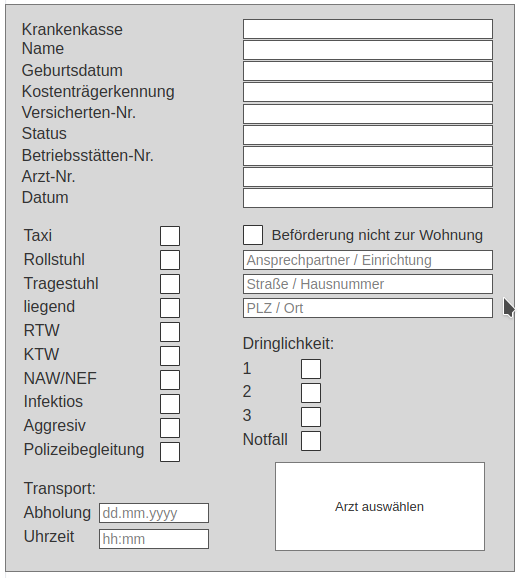 Krankenkasse
Name
Geburtsdatum
Kostenträgerkennung
Versicherten-Nr.
Status
Betriebsstätten-Nr.
Arzt-Nr.
Datum
Taxi
Rollstuhl
Tragestuhl
liegend
RTW
KTW
NAW/NEF
Infektios
Aggresiv
Polizeibegleitung
Beförderung nicht zur Wohnung
Ansprechpartner / Einrichtung
Straße / Hausnummer
PLZ / Ort
Dringlichkeit:
1
2
3
Notfall
Transport:
Abholung dd.mm.yyyy
Uhrzeit hh:mm
Arzt auswählen